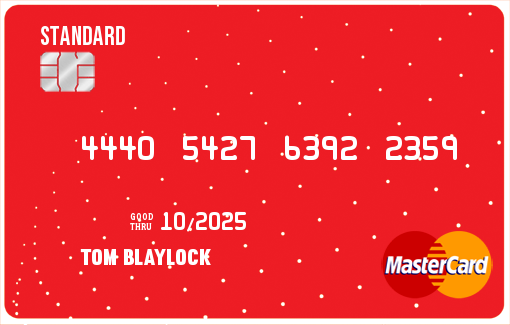 STANDARD
4440 5427 6392 2359
GOOD
THRU 10/2025
TOM BLAYLOCK
MasterCard